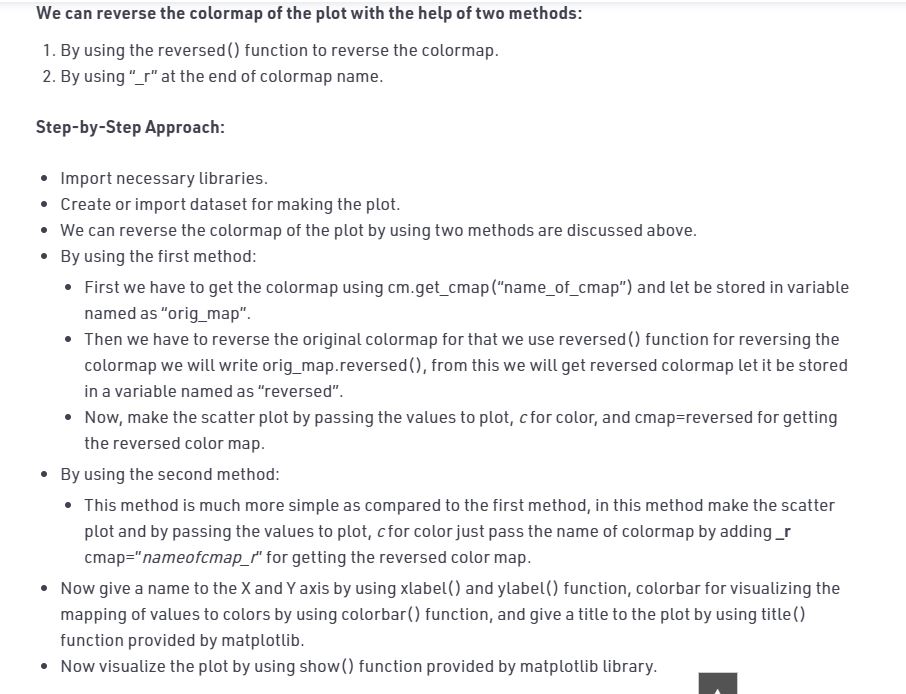 We can reverse the colormap of the plot with the help of two methods:
1. By using the reversed() function to reverse the colormap.
2. By using “_r” at the end of colormap name.
Step-by-Step Approach:
• Import necessary libraries.
• Create or import dataset for making the plot.
• We can reverse the colormap of the plot by using two methods are discussed above.
• By using the first method:
• First we have to get the colormap using cm.get_cmap(“name_of_cmap”) and let be stored in variable
named as “orig_map”.
• Then we have to reverse the original colormap for that we use reversed() function for reversing the
colormap we will write orig_map.reversed(), from this we will get reversed colormap let it be stored
in a variable named as “reversed”.
• Now, make the scatter plot by passing the values to plot, c for color, and cmap=reversed for getting
the reversed color map.
• By using the second method:
• This method is much more simple as compared to the first method, in this method make the scatter
plot and by passing the values to plot, c for color just pass the name of colormap by adding _r
cmap=“nameofcmap_r” for getting the reversed color map.
• Now give a name to the X and Y axis by using xlabel() and ylabel() function, colorbar for visualizing the
mapping of values to colors by using colorbar() function, and give a title to the plot by using title()
function provided by matplotlib.
• Now visualize the plot by using show() function provided by matplotlib library.